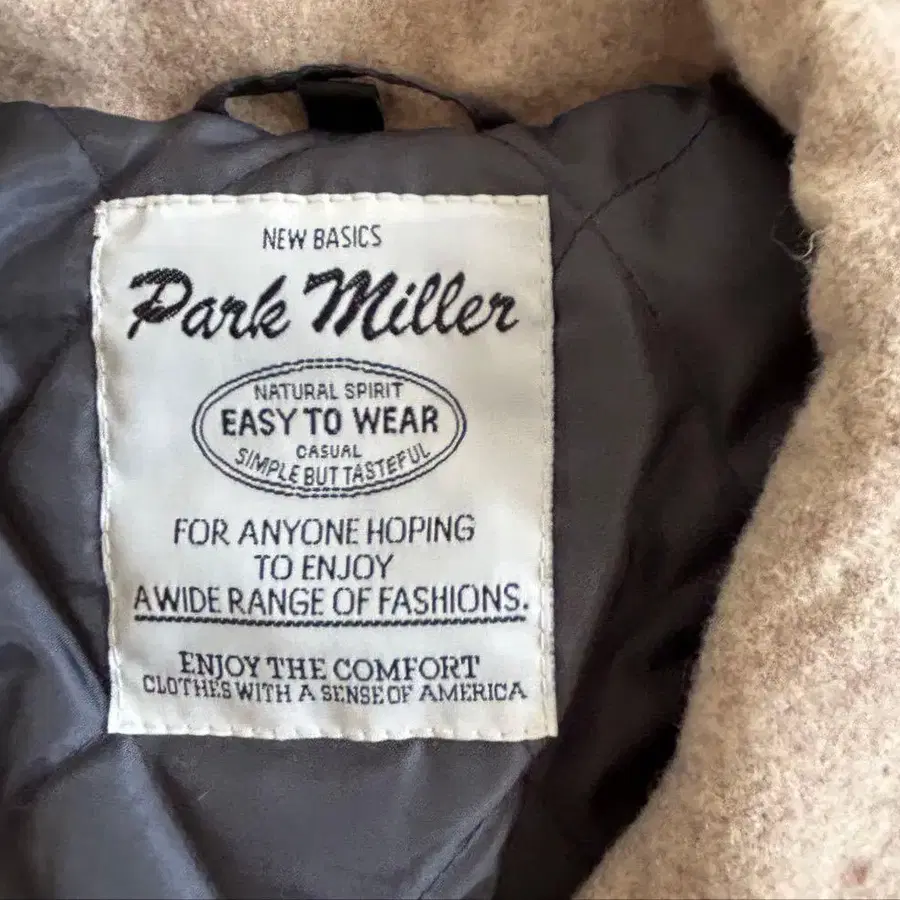 NEW BASICS
Park Miller
NATURAL SPIRIT
EASY TO WEAR
CASUAL
SIMPLE BUT TASTEFUL
FOR ANYONE HOPING
TO ENJOY
A WIDE RANGE OF FASHIONS.
ENJOY THE COMFORT
CLOTHES WITH A SENSE OF AMERICA